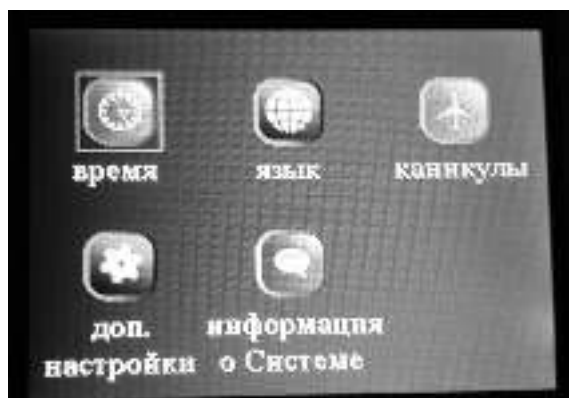 время язык каникулы
доп. информация
настройки о Системе